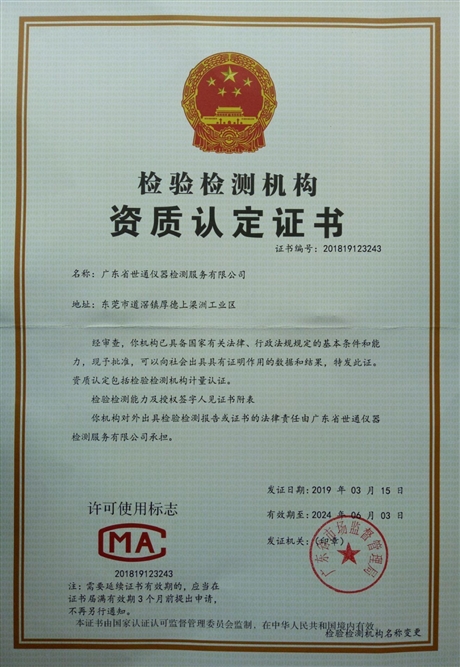 检验检测机构
资质认定证书
证书编号：201819123243
名称：广东省世通仪器检测服务有限公司
地址：东莞市道滘镇厚德上梁洲工业区
经审查，你机构已具备国家有关法律、行政法规规定的基本条件和能
力，现予批准，可以向社会出具具有证明作用的数据和结果，特发此证。
资质认定包括检验检测机构计量认证。
检验检测能力及授权签字人见证书附表
你机构对外出具检验检测报告或证书的法律责任由广东省世通仪器
检测服务有限公司承担。
许可使用标志
MA
201819123243
注：需要延续证书有效期的，应当在
证书届满有效期3个月前提出申请，
不再另行通知。
发证日期：2019 年 03 月 15 日
有效期至：2024 年 06 月 03 日
发证机关：（印章）
广东省市场监督管理局
本证书由国家认证认可监督管理委员会监制，在中华人民共和国境内有效。
检验检测机构名称变更